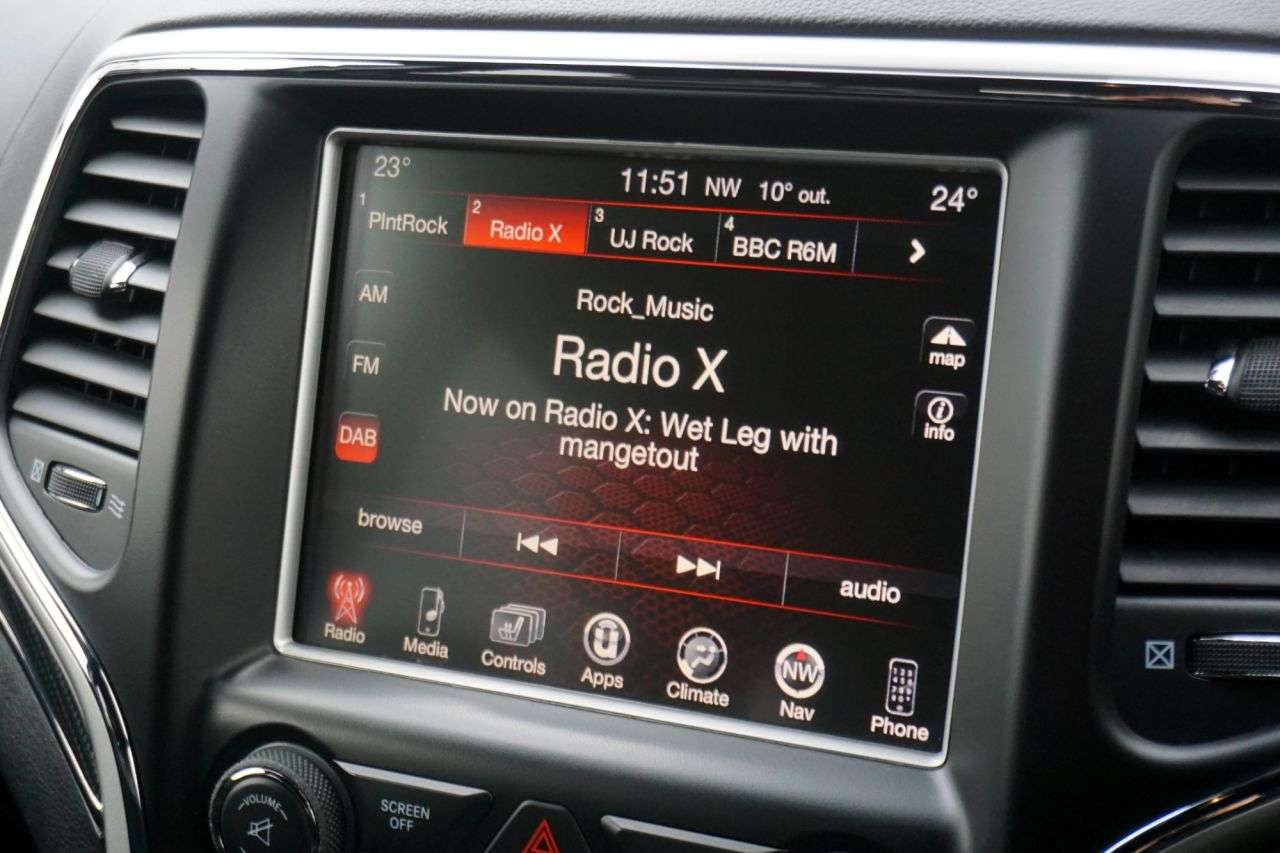 23°
11:51 NW 10° out.
24°
1 PlntRock
2 Radio X
3 UJ Rock
4 BBC R6M
AM
Rock_Music
Radio X
map
FM
Now on Radio X: Wet Leg with
mangetout
info
DAB
browse
audio
Radio
Media
Controls
Apps
Climate
NW
Nav
Phone
VOLUME
SCREEN
OFF